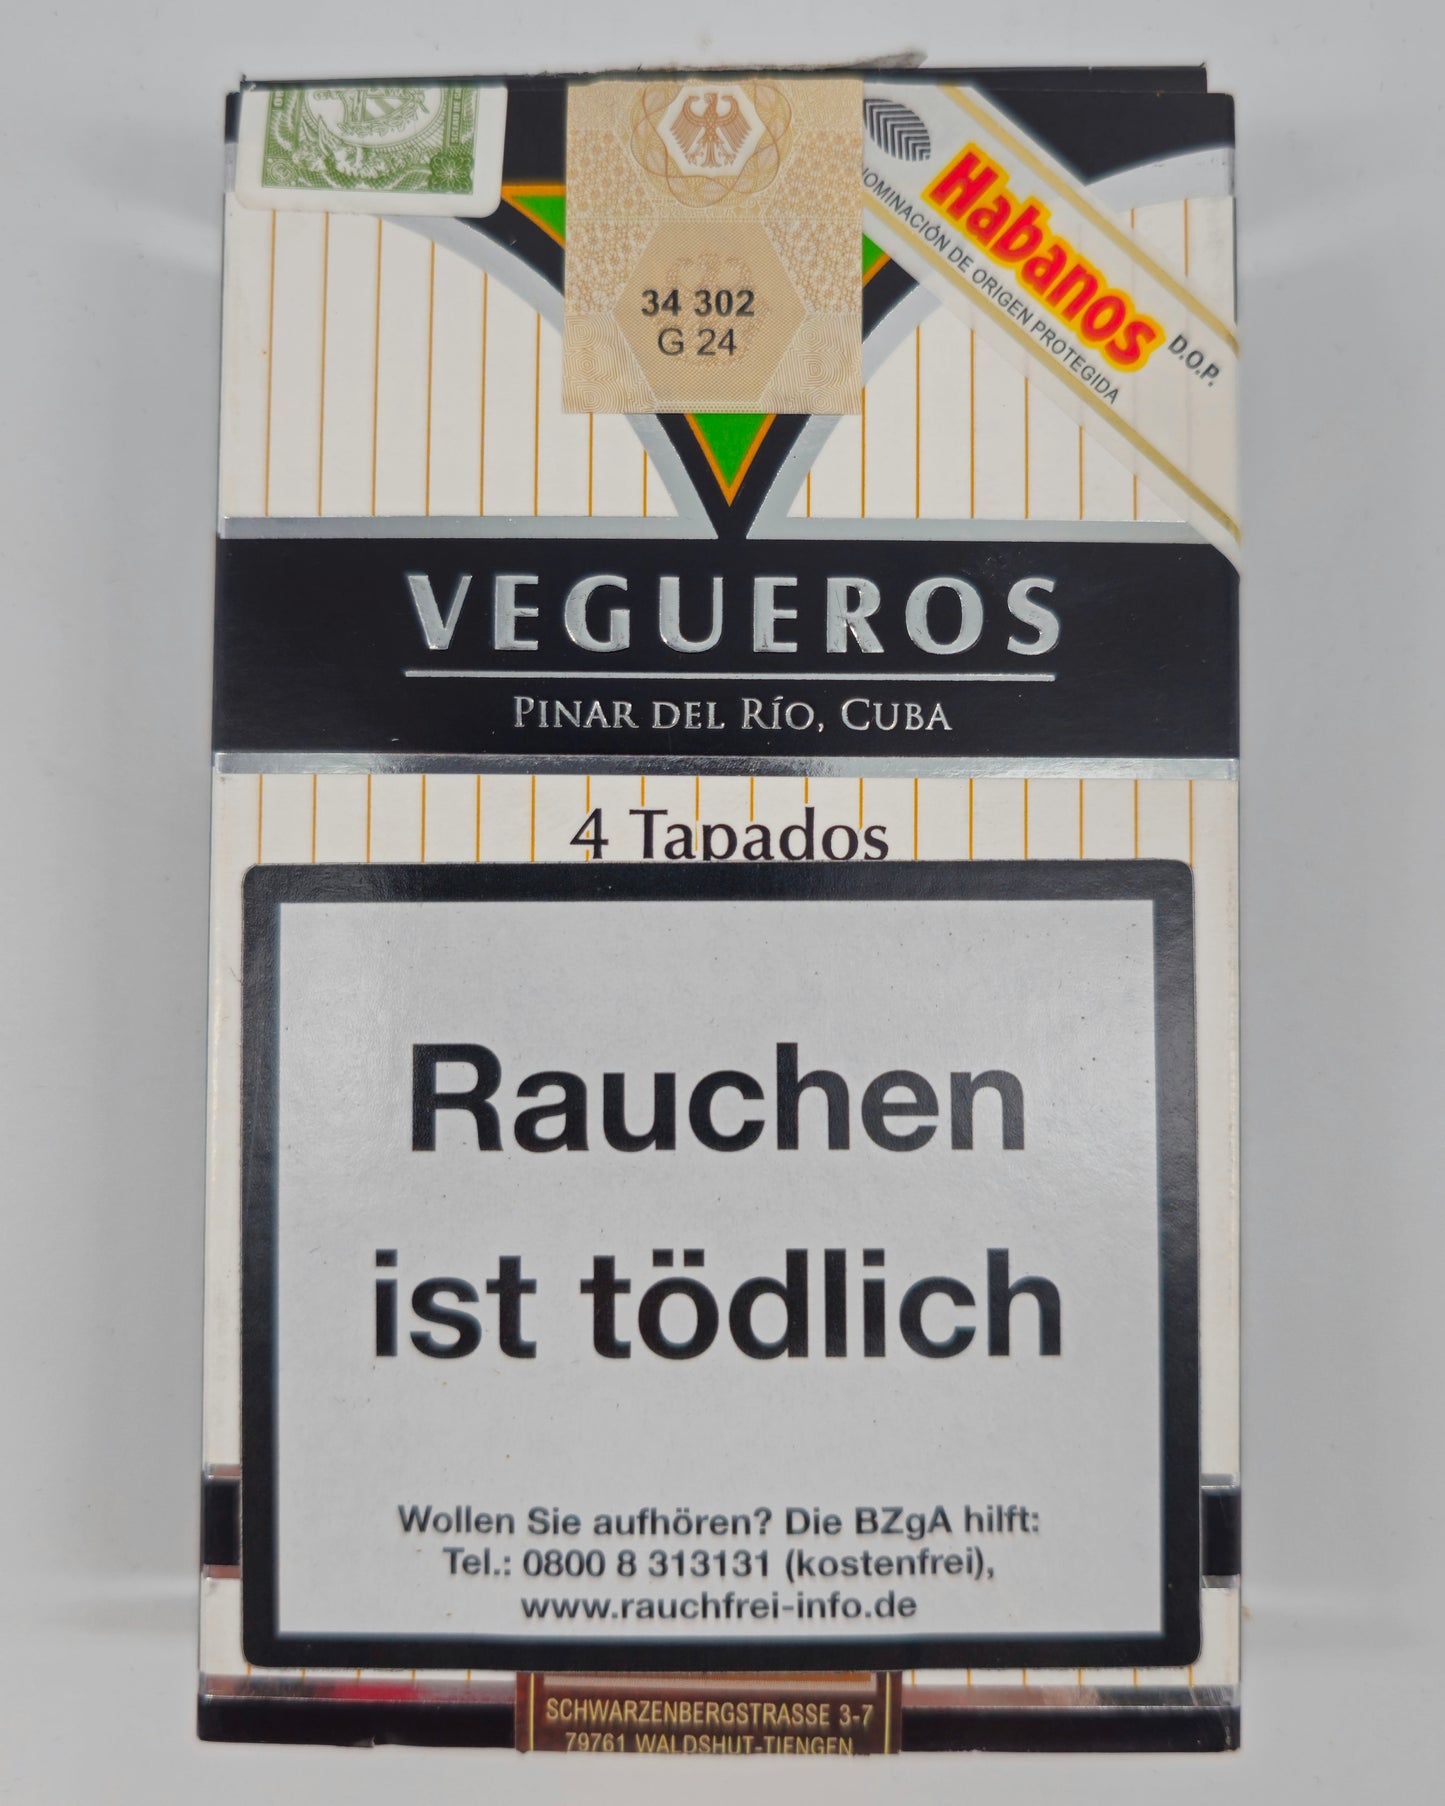 SCEAU DE
34 302
G 24
Habanos
D.O.P.
DE ORIGEN PROTEGIDA
VEGUEROS
PINAR DEL RÍO, CUBA
4 Tapados
Rauchen
ist tödlich
Wollen Sie aufhören? Die BZgA hilft:
Tel.: 0800 8 313131 (kostenfrei),
www.rauchfrei-info.de
SCHWARZENBERGSTRASSE 3-7
79761 WALDSHUT-TIENGEN